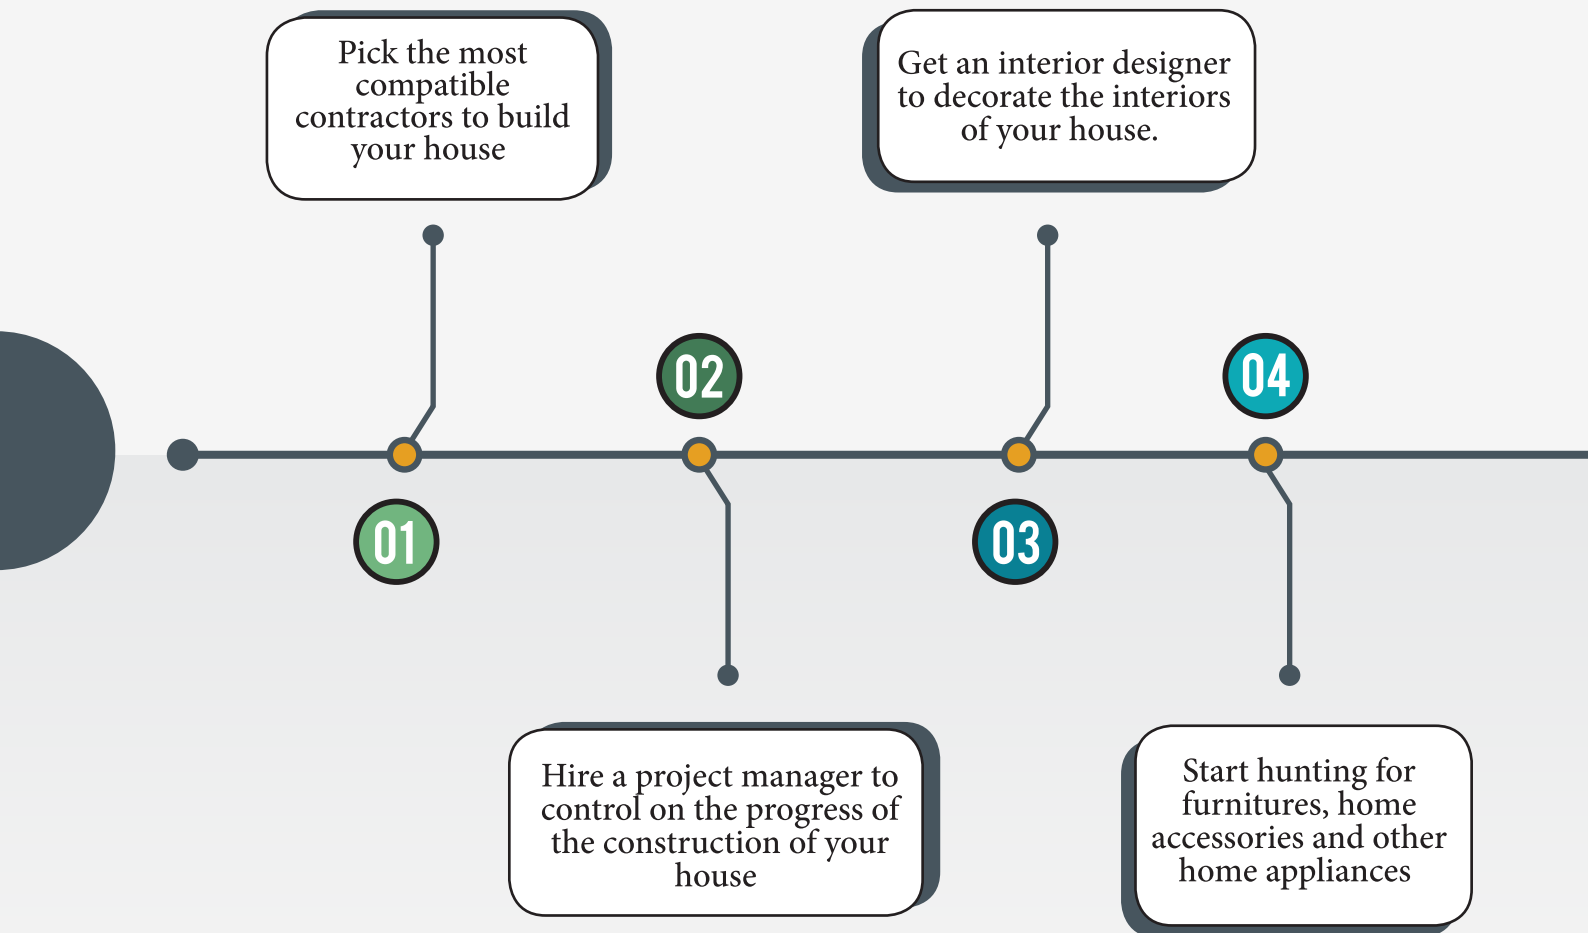 Pick the most
compatible
contractors to build
your house
01
02
Hire a project manager to
control on the progress of
the construction of your
house
Get an interior designer
to decorate the interiors
of your house.
03
04
Start hunting for
furnitures, home
accessories and other
home appliances